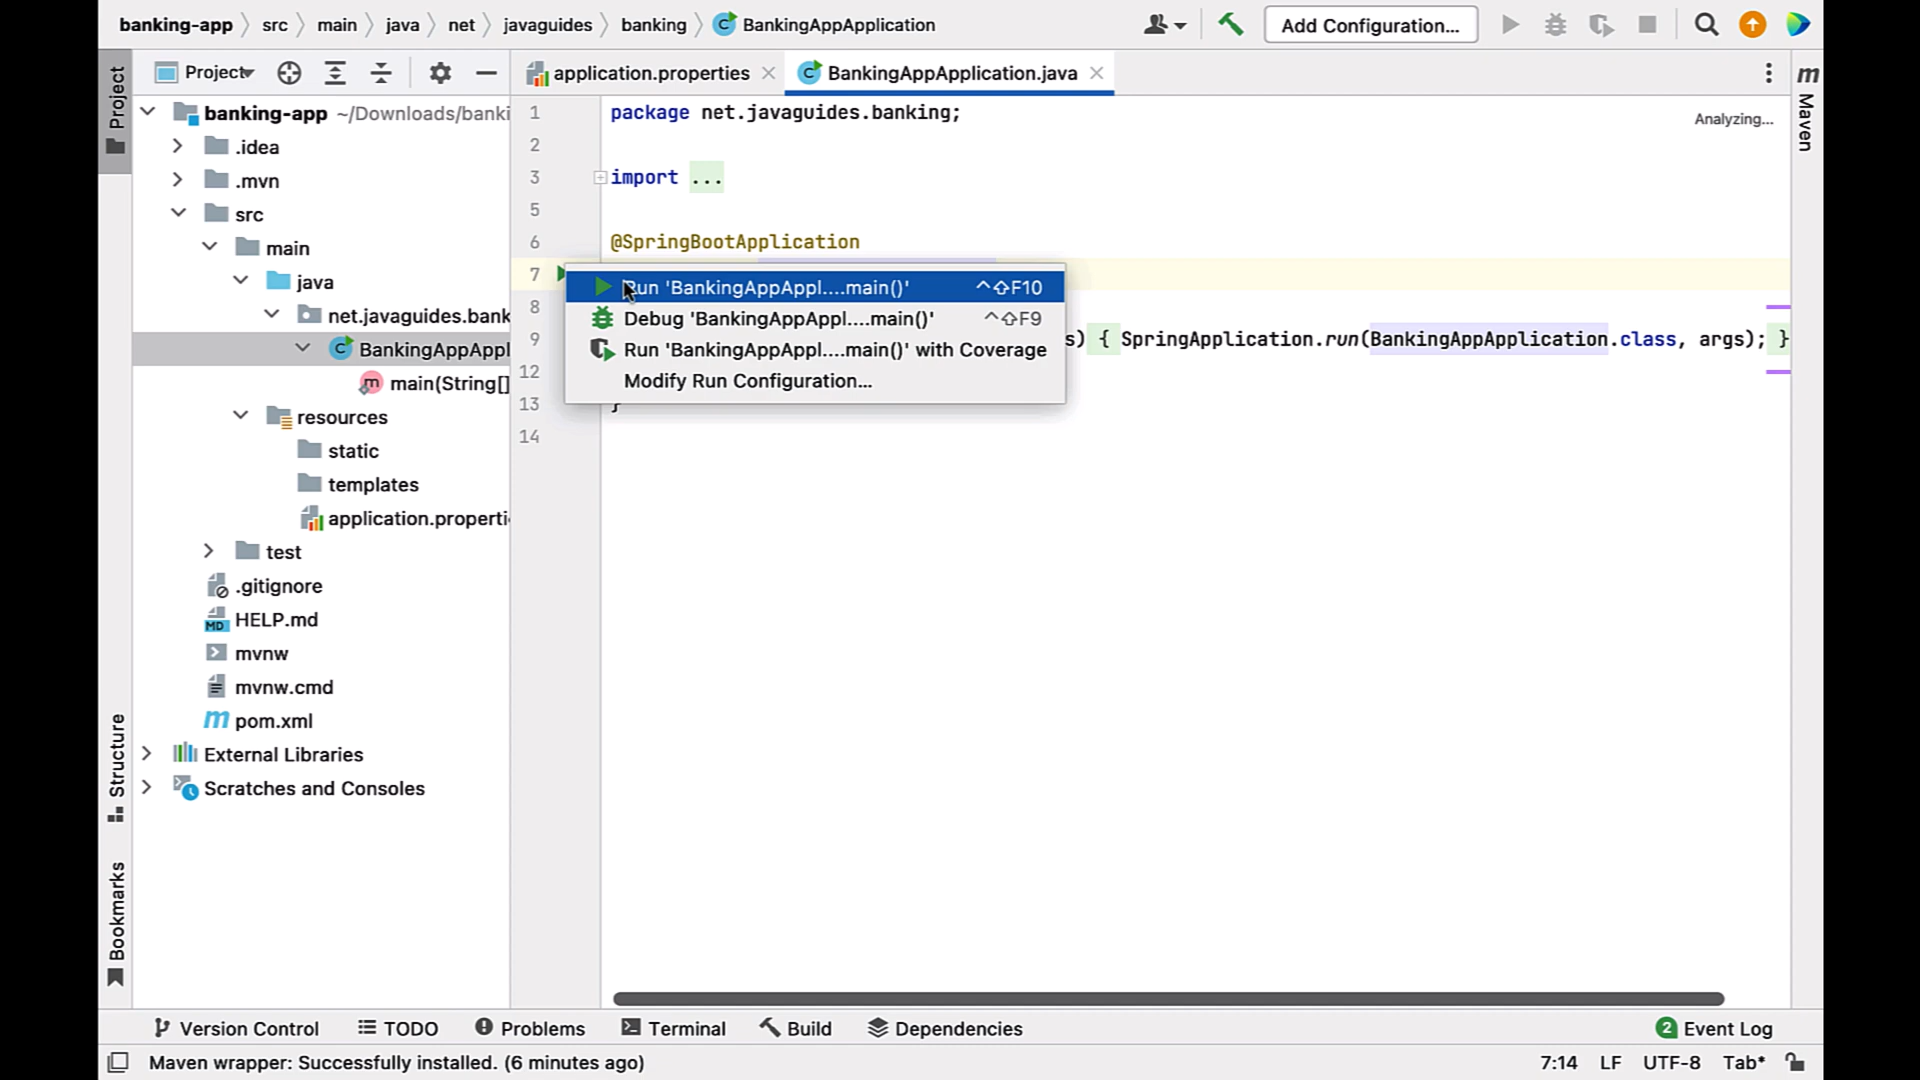 banking-app src main java net javaguides banking BankingAppApplication Add Configuration...
Project
Project
application.properties
BankingAppApplication.java
Maven
banking-app ~/Downloads/banki
.idea
.mvn
src
main
java
net.javaguides.bank
BankingAppAppl
main(String[]
resources
static
templates
application.properti
test
.gitignore
HELP.md
mvnw
mvnw.cmd
pom.xml
External Libraries
Scratches and Consoles
Structure
Bookmarks
1 package net.javaguides.banking;
Analyzing...
2
3 import ...
5
6 @SpringBootApplication
7
8
9 s) { SpringApplication.run(BankingAppApplication.class, args); }
12
13 }
14
Run 'BankingAppAppl....main()' ^⇧F10
Debug 'BankingAppAppl....main()' ^⇧F9
Run 'BankingAppAppl....main()' with Coverage
Modify Run Configuration...
Version Control TODO Problems Terminal Build Dependencies 2 Event Log
Maven wrapper: Successfully installed. (6 minutes ago) 7:14 LF UTF-8 Tab*